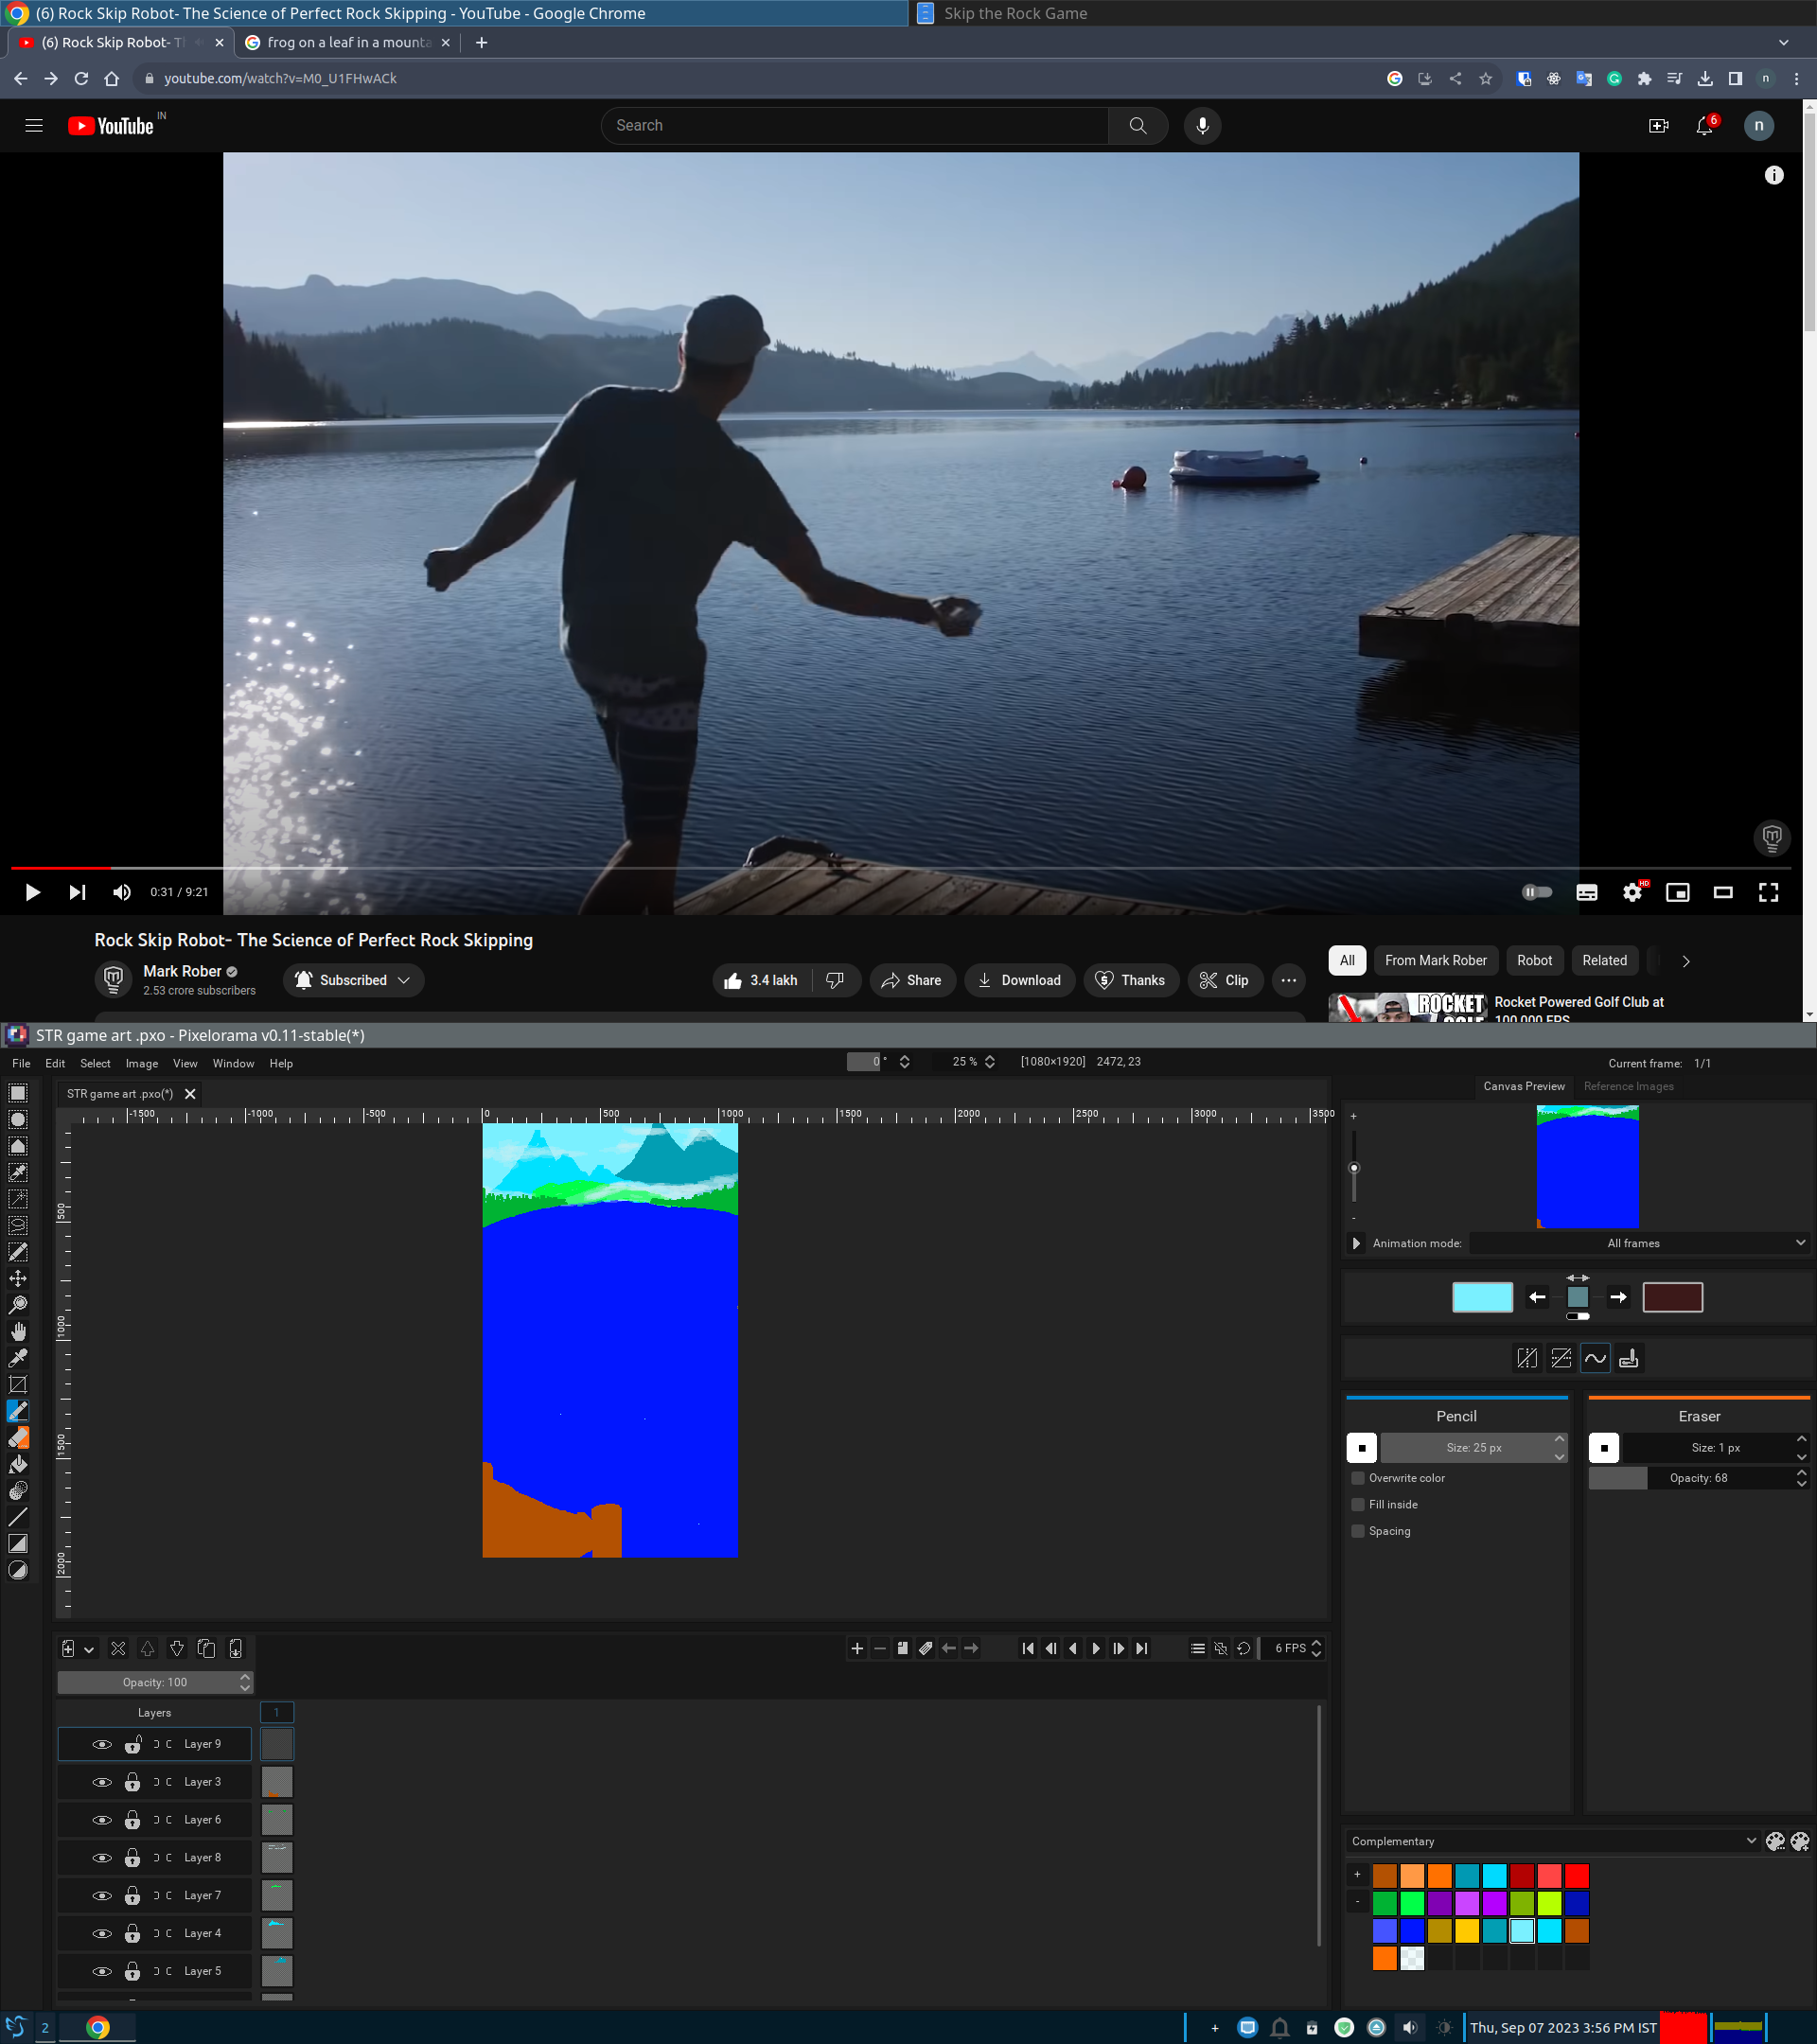 (6) Rock Skip Robot- The Science of Perfect Rock Skipping - YouTube - Google Chrome
Skip the Rock Game
(6) Rock Skip Robot- T
frog on a leaf in a mounta
youtube.com/watch?v=M0_U1FHwACk
n
YouTube IN
Search
6
n
0:31 / 9:21
HD
Rock Skip Robot- The Science of Perfect Rock Skipping
Mark Rober
2.53 crore subscribers
Subscribed
3.4 lakh
Share
Download
Thanks
Clip
All
From Mark Rober
Robot
Related
ROCKET
Rocket Powered Golf Club at
100,000 FPS
STR game art .pxo - Pixelorama v0.11-stable(*)
File Edit Select Image View Window Help
0 °
25 %
[1080×1920] 2472, 23
Current frame: 1/1
STR game art .pxo(*)
Canvas Preview
Reference Images
-1500 -1000 -500 0 500 1000 1500 2000 2500 3000 3500
500
1000
1500
2000
Animation mode:
All frames
Pencil
Size: 25 px
Overwrite color
Fill inside
Spacing
Eraser
Size: 1 px
Opacity: 68
6 FPS
Opacity: 100
Layers
1
Layer 9
Layer 3
Layer 6
Layer 8
Layer 7
Layer 4
Layer 5
Complementary
2
Thu, Sep 07 2023 3:56 PM IST